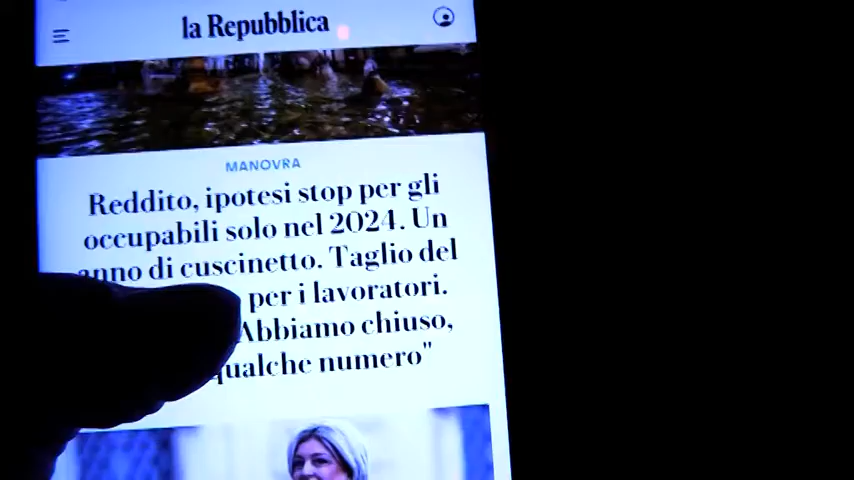 la Repubblica
MANOVRA
Reddito, ipotesi stop per gli
occupabili solo nel 2024. Un
anno di cuscinetto. Taglio del
per i lavoratori.
Abbiamo chiuso,
qualche numero"